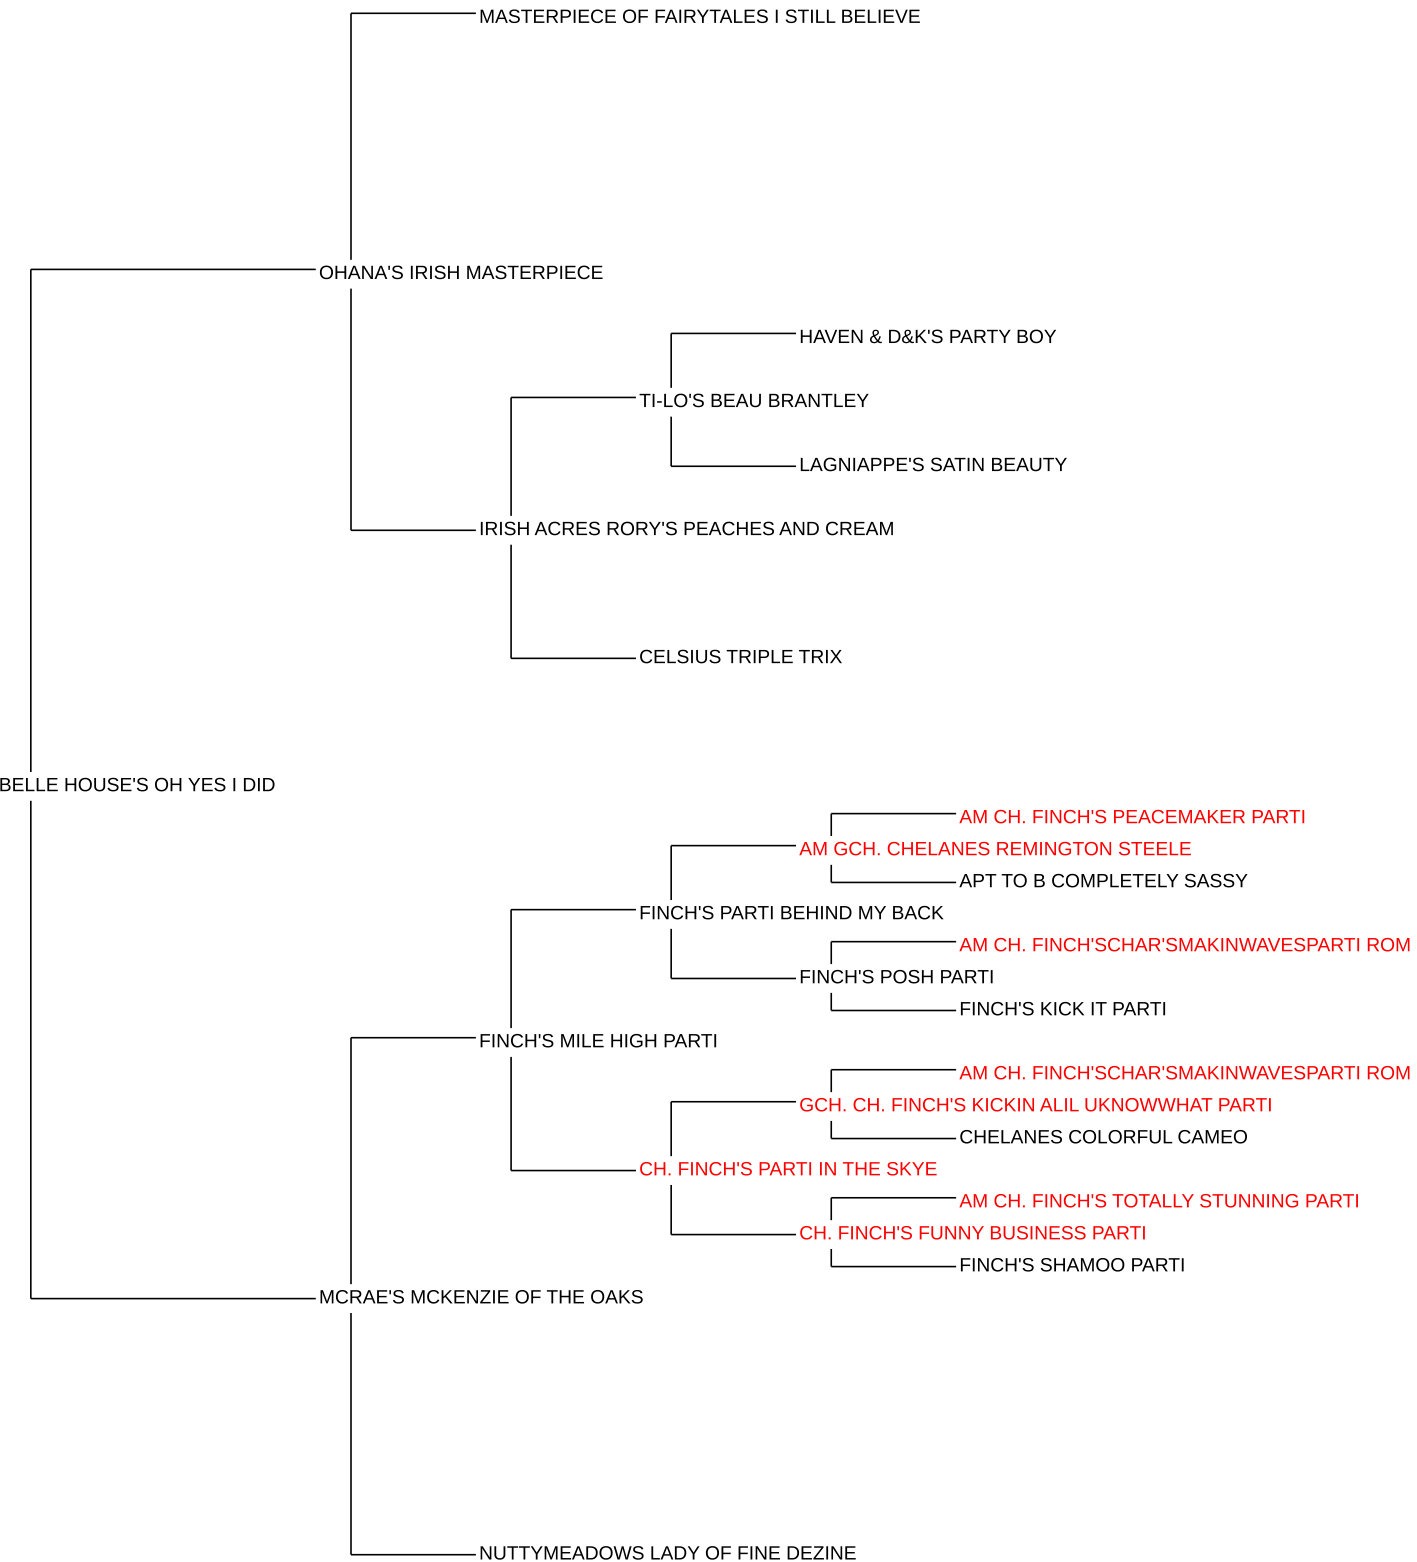 MASTERPIECE OF FAIRYTALES I STILL BELIEVE
OHANA'S IRISH MASTERPIECE
HAVEN & D&K'S PARTY BOY
TI-LO'S BEAU BRANTLEY
LAGNIAPPE'S SATIN BEAUTY
IRISH ACRES RORY'S PEACHES AND CREAM
CELSIUS TRIPLE TRIX
BELLE HOUSE'S OH YES I DID
AM CH. FINCH'S PEACEMAKER PARTI
AM GCH. CHELANES REMINGTON STEELE
APT TO B COMPLETELY SASSY
FINCH'S PARTI BEHIND MY BACK
AM CH. FINCH'SCHAR'SMAKINWAVESPARTI ROM
FINCH'S POSH PARTI
FINCH'S KICK IT PARTI
FINCH'S MILE HIGH PARTI
AM CH. FINCH'SCHAR'SMAKINWAVESPARTI ROM
GCH. CH. FINCH'S KICKIN ALIL UKNOWWHAT PARTI
CHELANES COLORFUL CAMEO
CH. FINCH'S PARTI IN THE SKYE
AM CH. FINCH'S TOTALLY STUNNING PARTI
CH. FINCH'S FUNNY BUSINESS PARTI
FINCH'S SHAMOO PARTI
MCRAE'S MCKENZIE OF THE OAKS
NUTTYMEADOWS LADY OF FINE DEZINE